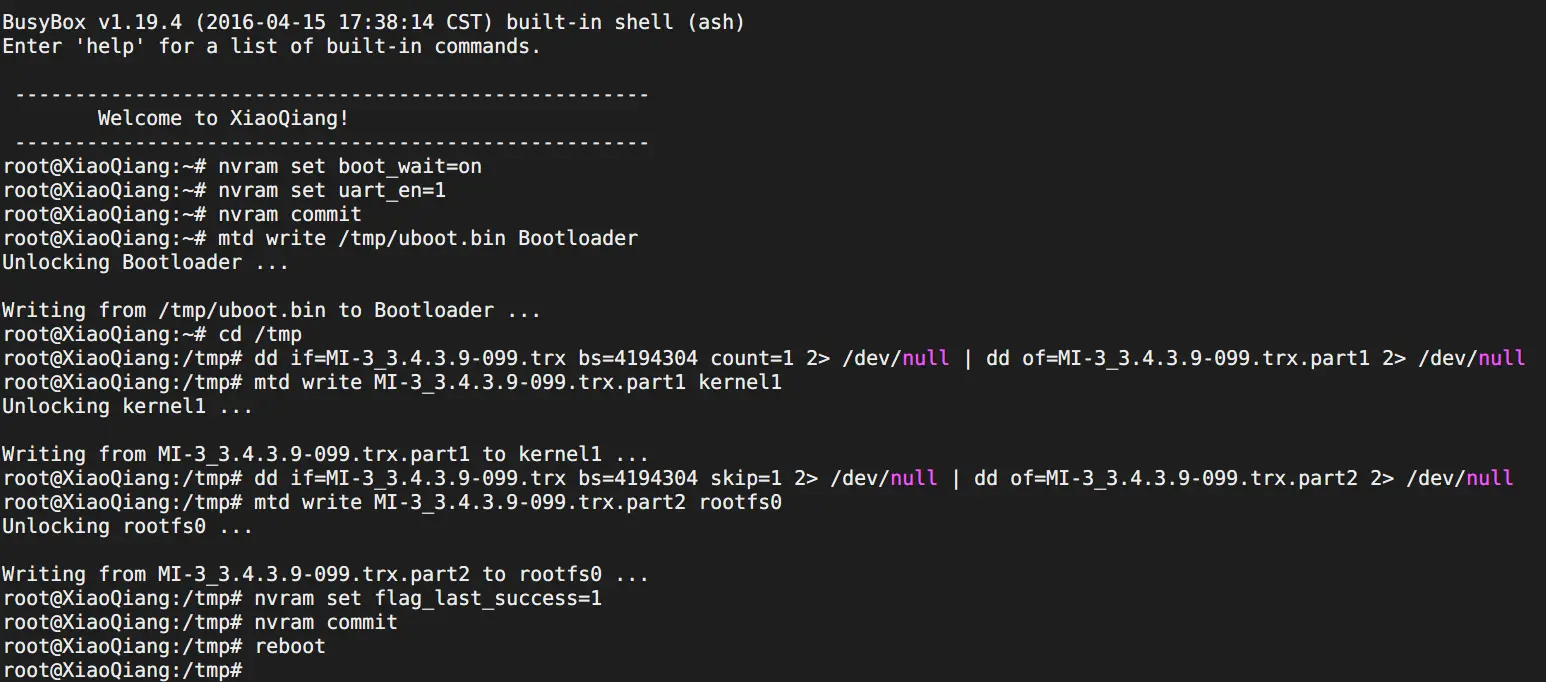 BusyBox v1.19.4 (2016-04-15 17:38:14 CST) built-in shell (ash)
Enter 'help' for a list of built-in commands.
-----------------------------------------------------
Welcome to XiaoQiang!
-----------------------------------------------------
root@XiaoQiang:~# nvram set boot_wait=on
root@XiaoQiang:~# nvram set uart_en=1
root@XiaoQiang:~# nvram commit
root@XiaoQiang:~# mtd write /tmp/uboot.bin Bootloader
Unlocking Bootloader ...
Writing from /tmp/uboot.bin to Bootloader ...
root@XiaoQiang:~# cd /tmp
root@XiaoQiang:/tmp# dd if=MI-3_3.4.3.9-099.trx bs=4194304 count=1 2> /dev/null | dd of=MI-3_3.4.3.9-099.trx.part1 2> /dev/null
root@XiaoQiang:/tmp# mtd write MI-3_3.4.3.9-099.trx.part1 kernel1
Unlocking kernel1 ...
Writing from MI-3_3.4.3.9-099.trx.part1 to kernel1 ...
root@XiaoQiang:/tmp# dd if=MI-3_3.4.3.9-099.trx bs=4194304 skip=1 2> /dev/null | dd of=MI-3_3.4.3.9-099.trx.part2 2> /dev/null
root@XiaoQiang:/tmp# mtd write MI-3_3.4.3.9-099.trx.part2 rootfs0
Unlocking rootfs0 ...
Writing from MI-3_3.4.3.9-099.trx.part2 to rootfs0 ...
root@XiaoQiang:/tmp# nvram set flag_last_success=1
root@XiaoQiang:/tmp# nvram commit
root@XiaoQiang:/tmp# reboot
root@XiaoQiang:/tmp#